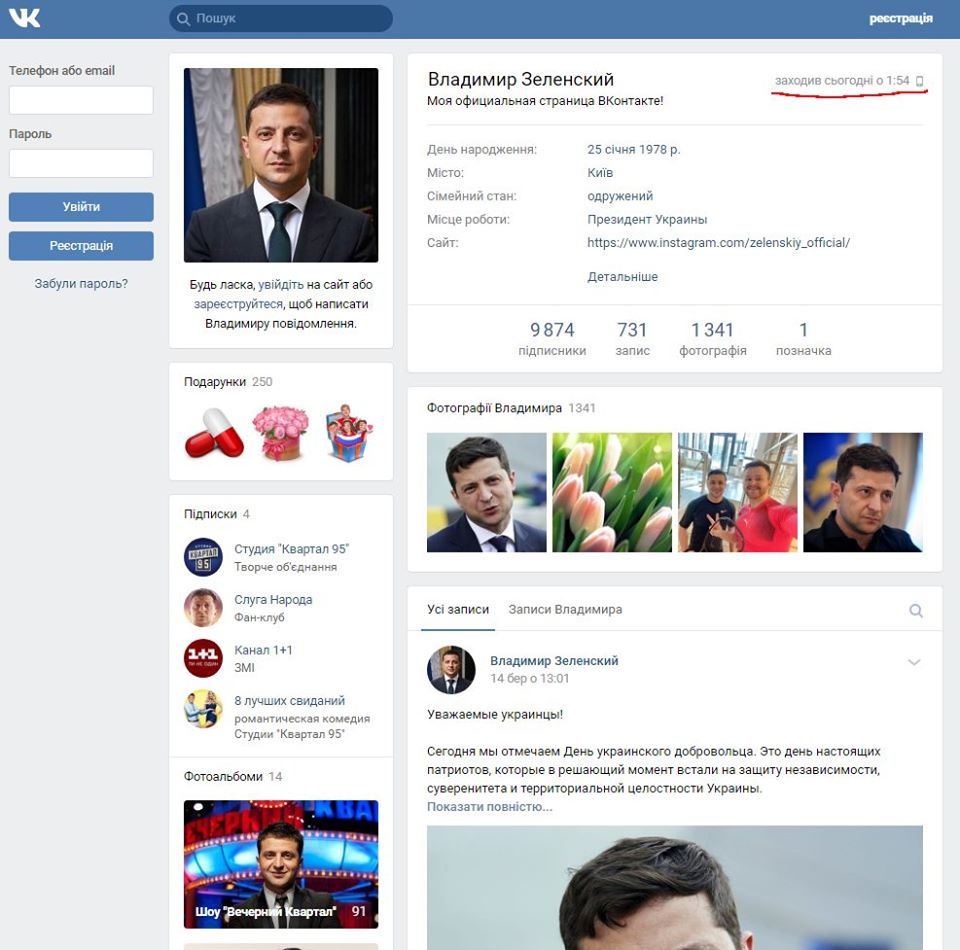 VK
Пошук
реєстрація
Телефон або email
Пароль
Увійти
Реєстрація
Забули пароль?
Будь ласка, увійдіть на сайт або
зареєструйтеся, щоб написати
Владимиру повідомлення.
Подарунки 250
Підписки 4
КВАРТАЛ
95
Студия "Квартал 95"
Творче об'єднання
Слуга Народа
Фан-клуб
1+1
ТИ НЕ ОДИН
Канал 1+1
ЗМІ
8 лучших свиданий
романтическая комедия
Студии "Квартал 95"
Фотоальбоми 14
Шоу "Вечерний Квартал" 91
Владимир Зеленский
заходив сьогодні о 1:54
Моя официальная страница ВКонтакте!
День народження: 25 січня 1978 р.
Місто: Київ
Сімейний стан: одружений
Місце роботи: Президент Украины
Сайт: https://www.instagram.com/zelenskiy_official/
Детальніше
9 874 731 1 341 1
підписники запис фотографія позначка
Фотографії Владимира 1341
Усі записи Записи Владимира
Владимир Зеленский
14 бер о 13:01
Уважаемые украинцы!
Сегодня мы отмечаем День украинского добровольца. Это день настоящих
патриотов, которые в решающий момент встали на защиту независимости,
суверенитета и территориальной целостности Украины.
Показати повністю...